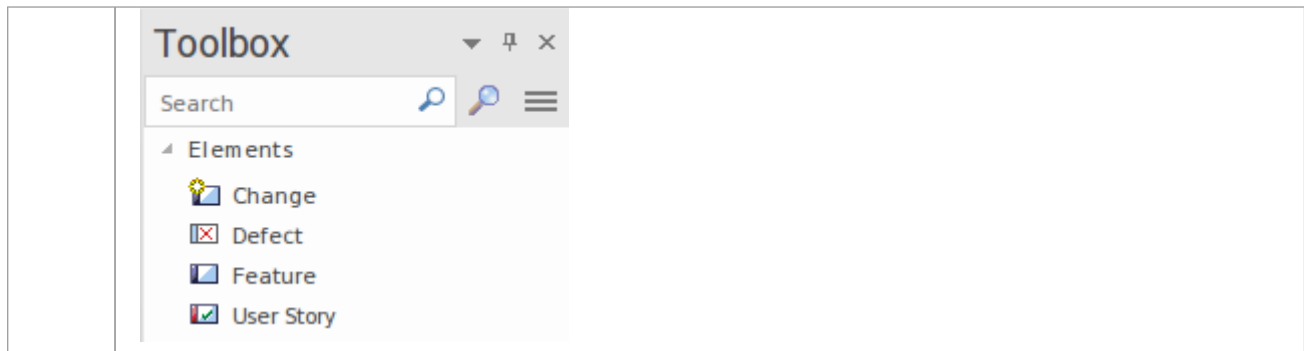 Toolbox
Search
Elements
Change
Defect
Feature
User Story